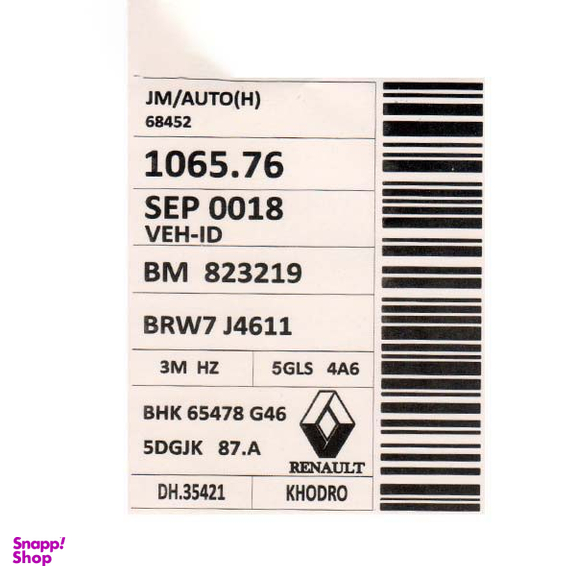 JM/AUTO(H)
68452
1065.76
SEP 0018
VEH-ID
BM 823219
BRW7 J4611
3M HZ 5GLS 4A6
BHK 65478 G46
5DGJK 87.A
RENAULT
DH.35421 KHODRO
Snapp!
Shop